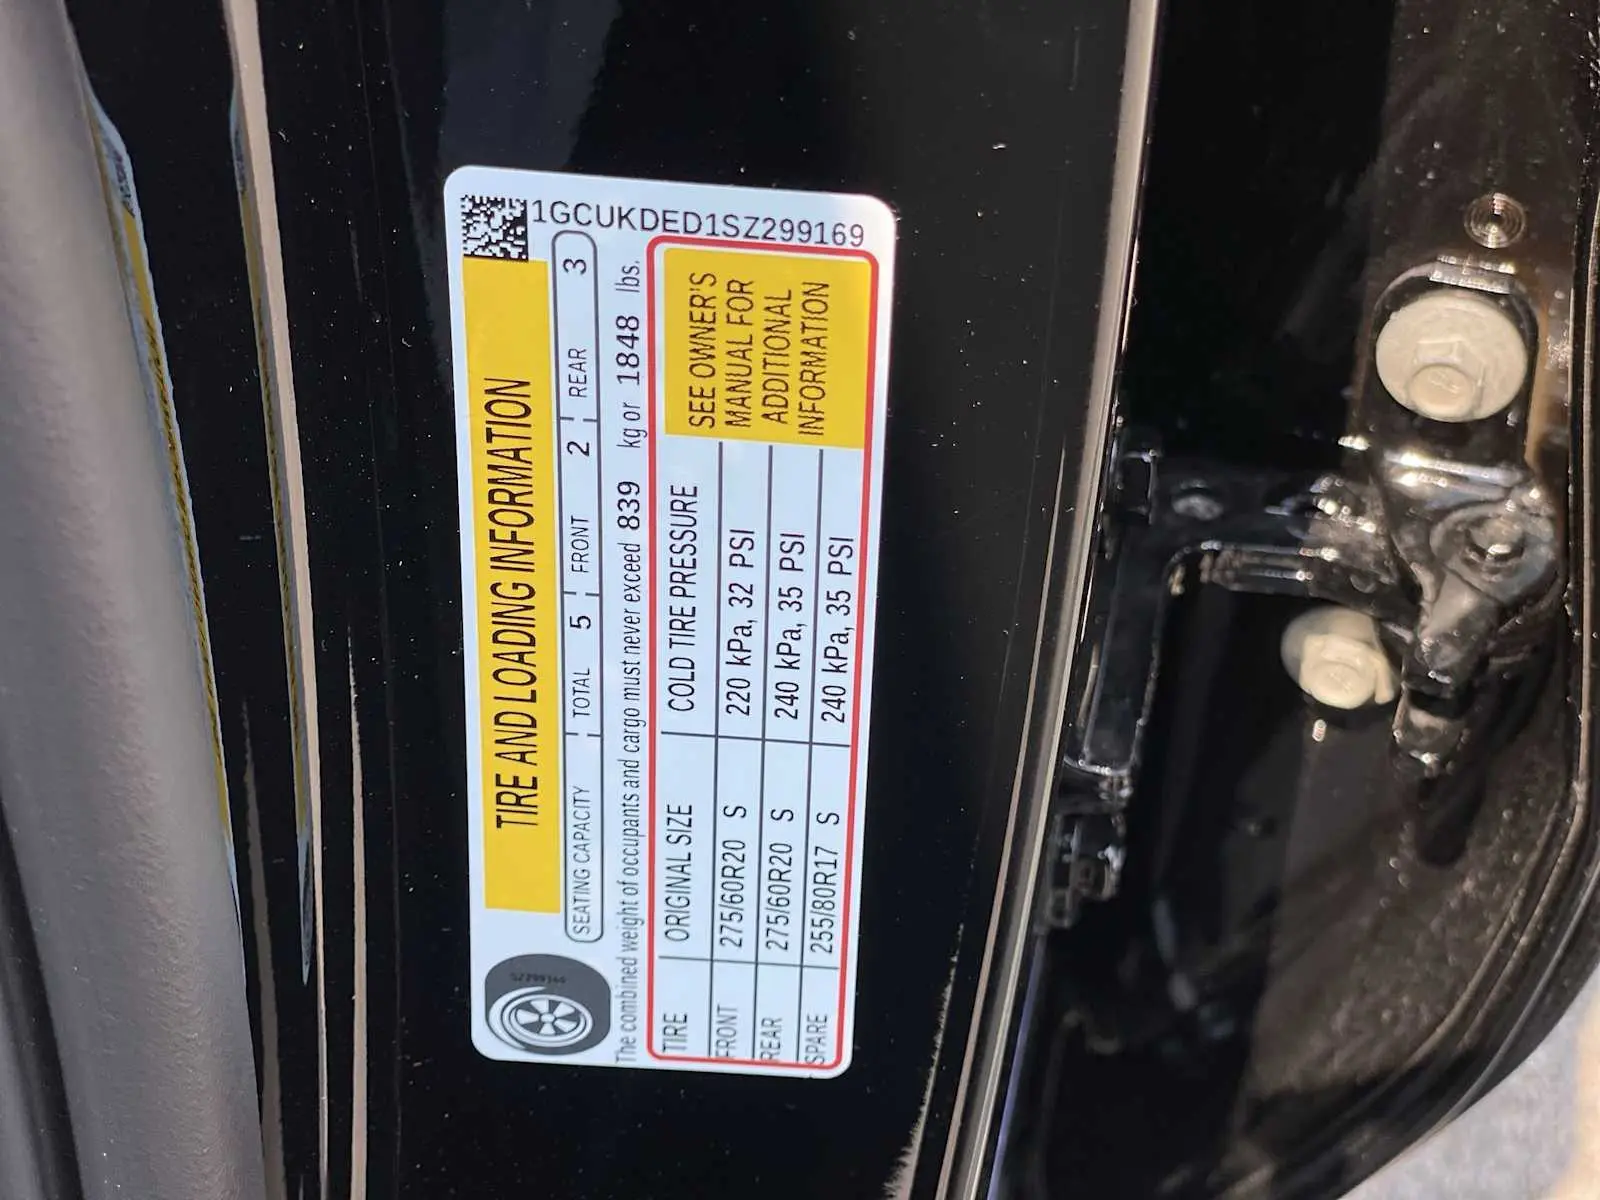 1GCUKDED1SZ299169
TIRE AND LOADING INFORMATION
SEATING CAPACITY TOTAL 5 FRONT 2 REAR 3
The combined weight of occupants and cargo must never exceed 839 kg or 1848 lbs.
TIRE ORIGINAL SIZE COLD TIRE PRESSURE
FRONT 275/60R20 S 220 kPa, 32 PSI
REAR 275/60R20 S 240 kPa, 35 PSI
SPARE 255/80R17 S 240 kPa, 35 PSI
SEE OWNER'S
MANUAL FOR
ADDITIONAL
INFORMATION
SZ299169